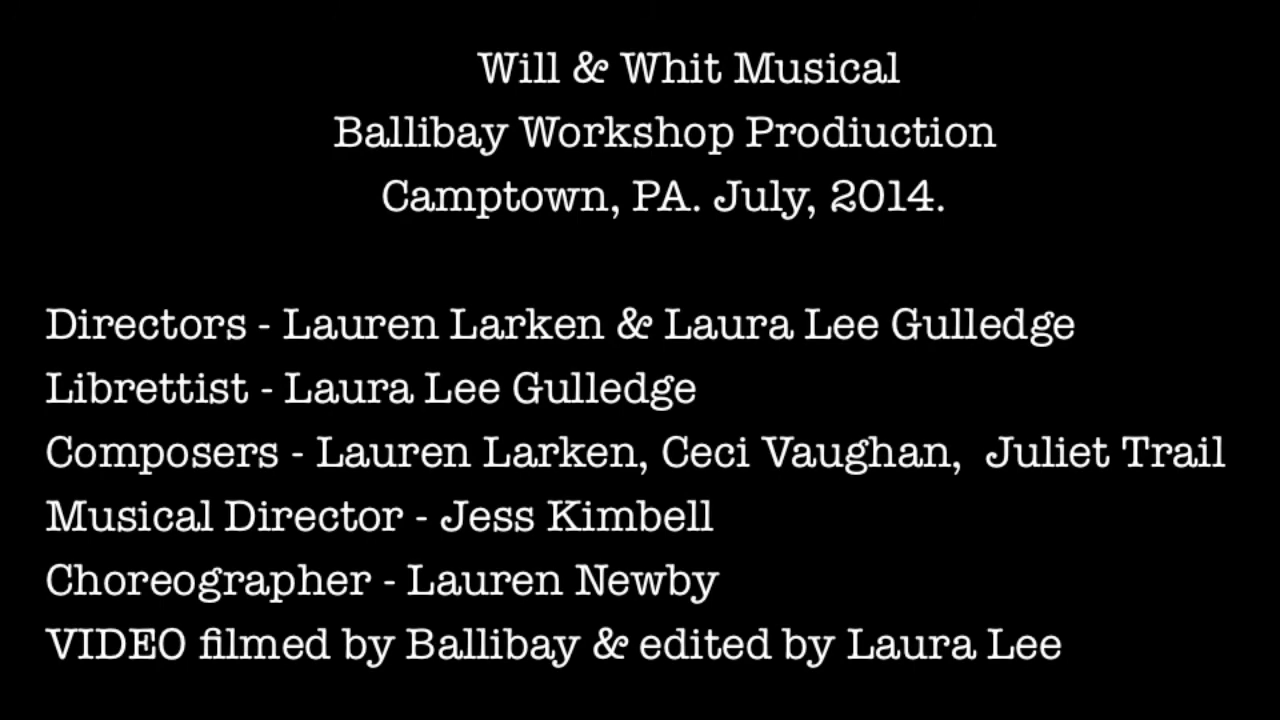 Will & Whit Musical
Ballibay Workshop Prodiuction
Camptown, PA. July, 2014.
Directors - Lauren Larken & Laura Lee Gulledge
Librettist - Laura Lee Gulledge
Composers - Lauren Larken, Ceci Vaughan,  Juliet Trail
Musical Director - Jess Kimbell
Choreographer - Lauren Newby
VIDEO filmed by Ballibay & edited by Laura Lee